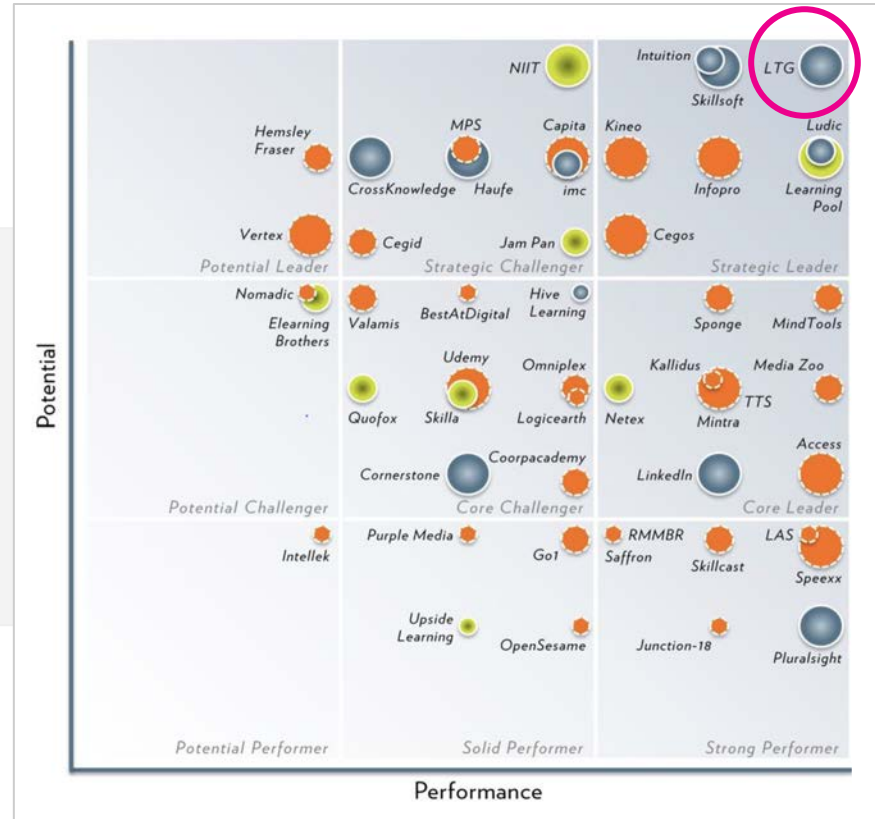 NIIT
Intuition
Skillsoft
LTG
Hemsley
Fraser
MPS
CrossKnowledge
Haufe
Capita
imc
Kineo
Infopro
Ludic
Learning
Pool
Vertex
Cegid
Jam Pan
Cegos
Potential Leader
Strategic Challenger
Strategic Leader
Nomadic
Elearning
Brothers
Valamis
BestAtDigital
Hive
Learning
Sponge
MindTools
Udemy
Omniplex
Kallidus
Media Zoo
Quofox
Skilla
Logicearth
Netex
Mintra
TTS
Cornerstone
Coorpacademy
LinkedIn
Access
Potential Challenger
Core Challenger
Core Leader
Intellek
Purple Media
Go1
RMMBR
Saffron
Skillcast
LAS
Speexx
Upside
Learning
OpenSesame
Junction-18
Pluralsight
Potential Performer
Solid Performer
Strong Performer
Potential
Performance